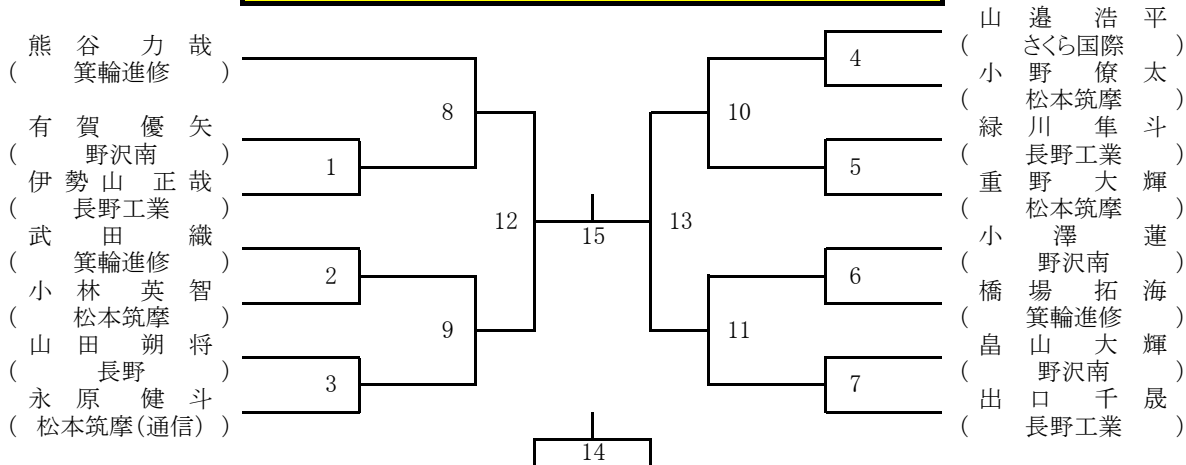 熊谷力哉
( 箕輪進修 )
有賀優矢
( 野沢南 )
伊勢山正哉
( 長野工業 )
武田織
( 箕輪進修 )
小林英智
( 松本筑摩 )
山田朔将
( 長野 )
永原健斗
( 松本筑摩(通信) )
8
1
2
9
3
12
15
14
13
10
4
5
6
11
7
山邉浩平
( さくら国際 )
小野僚太
( 松本筑摩 )
緑川隼斗
( 長野工業 )
重野大輝
( 松本筑摩 )
小澤蓮
( 野沢南 )
橋場拓海
( 箕輪進修 )
畠山大輝
( 野沢南 )
出口千晟
( 長野工業 )